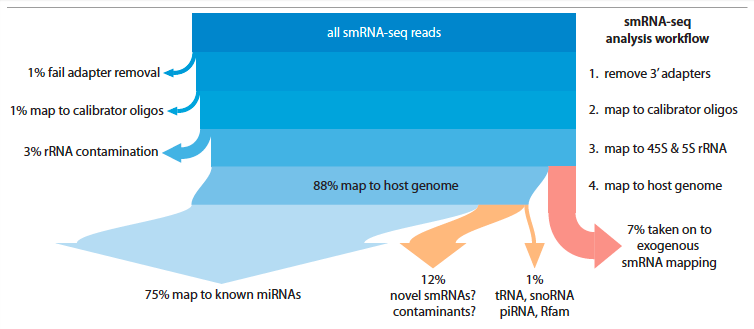 all smRNA-seq reads
smRNA-seq
analysis workflow
1% fail adapter removal
1. remove 3’ adapters
1% map to calibrator oligos
2. map to calibrator oligos
3% rRNA contamination
3. map to 45S & 5S rRNA
88% map to host genome
4. map to host genome
7% taken on to
exogenous
smRNA mapping
75% map to known miRNAs
12%
novel smRNAs?
contaminants?
1%
tRNA, snoRNA
piRNA, Rfam